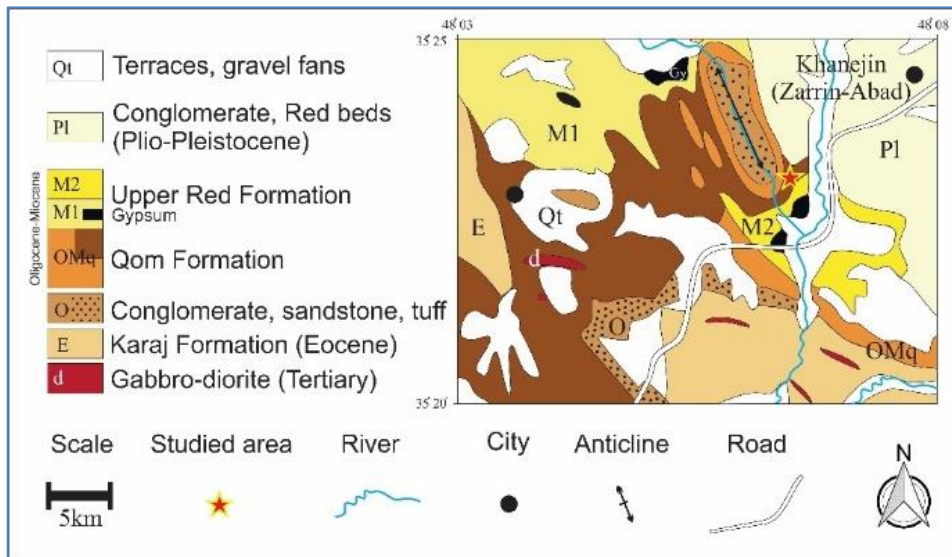 48 03
48 08
35 25
35 20
Qt
Terraces, gravel fans
Pl
Conglomerate, Red beds
(Plio-Pleistocene)
Oligocene-Miocene
M2
Upper Red Formation
M1
Gypsum
OMq
Qom Formation
O
Conglomerate, sandstone, tuff
E
Karaj Formation (Eocene)
d
Gabbro-diorite (Tertiary)
Gy
Khanejin
(Zarrin-Abad)
M1
Pl
E
Qt
M2
d
O
OMq
Scale
Studied area
River
City
Anticline
Road
5km
N